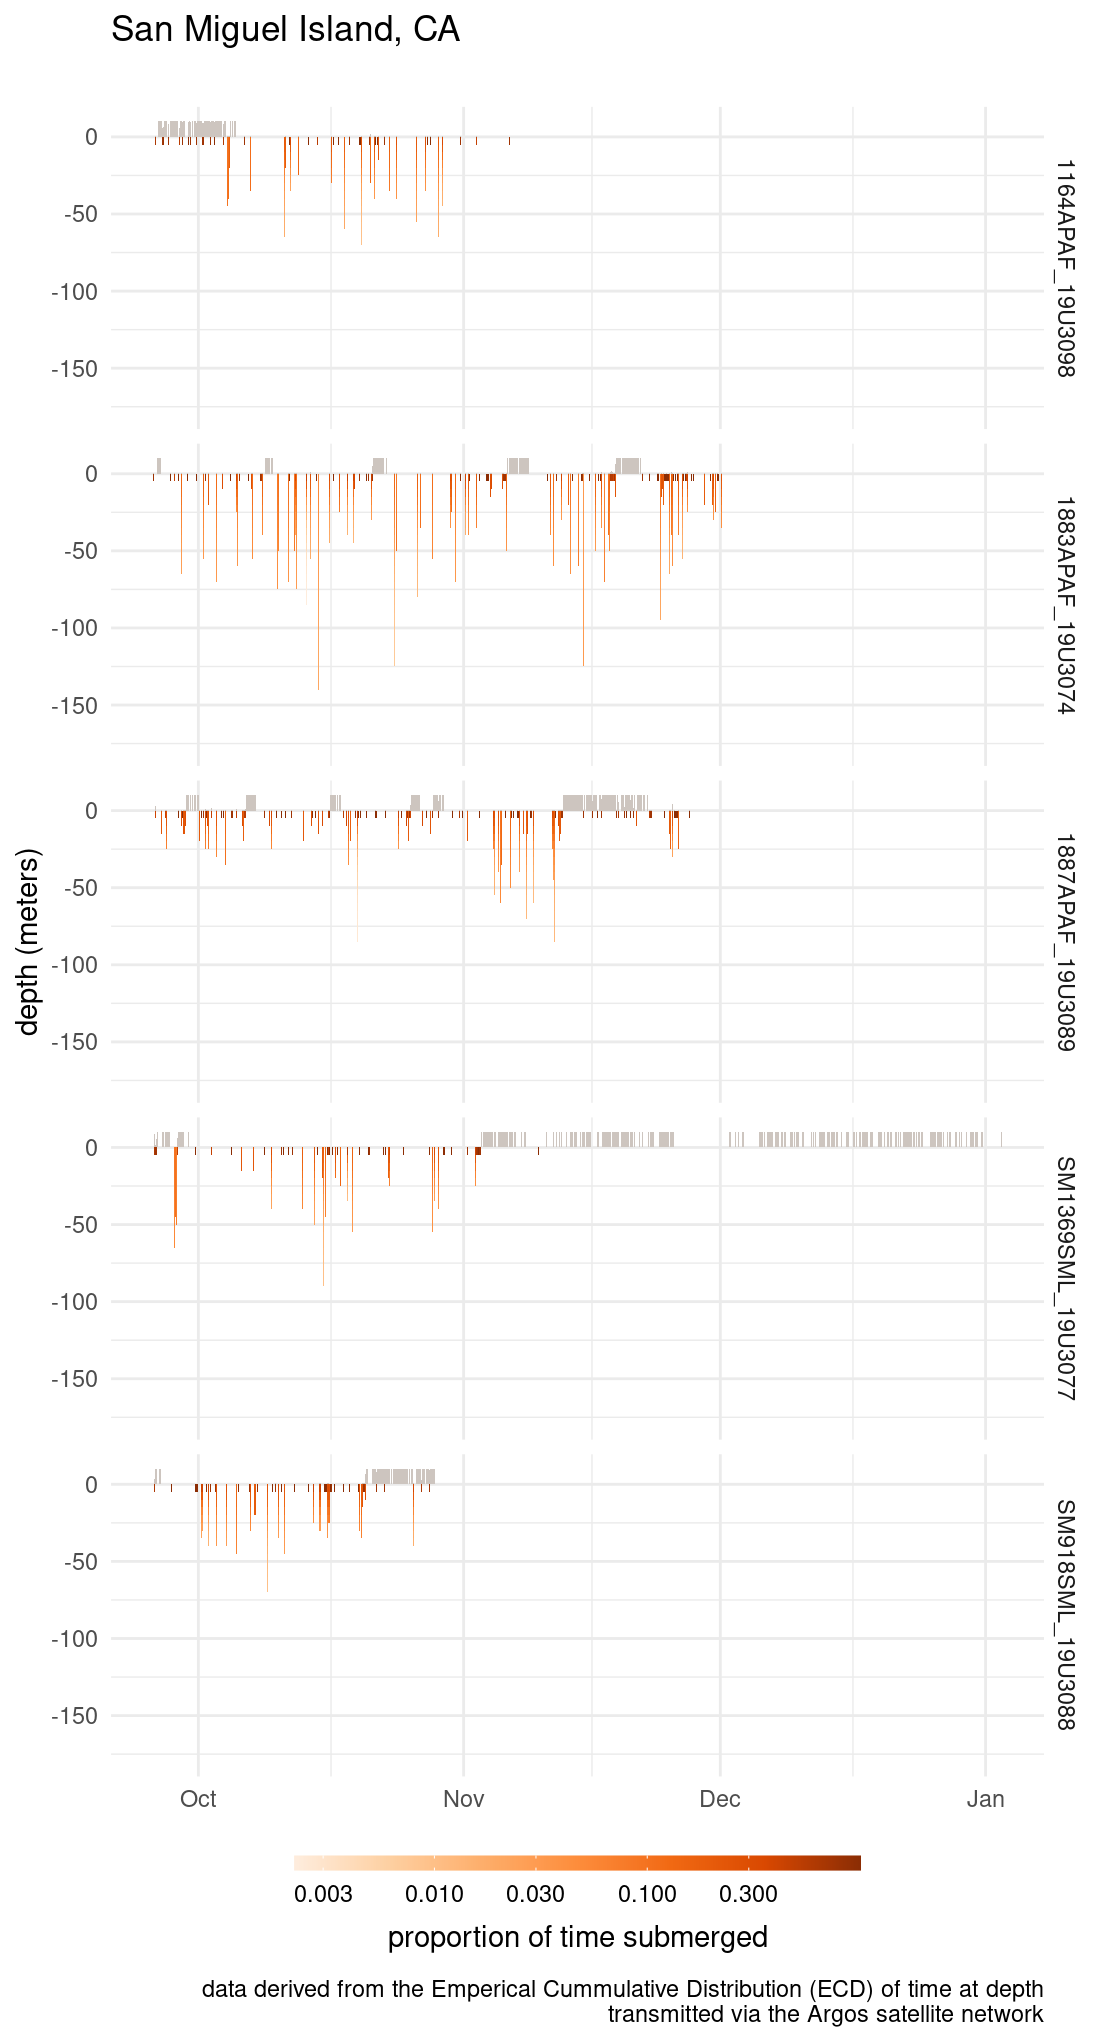 San Miguel Island, CA
0
-50
-100
-150
1164APAF_19U3098
0
-50
-100
-150
1883APAF_19U3074
0
-50
-100
-150
1887APAF_19U3089
depth (meters)
0
-50
-100
-150
SM1369SML_19U3077
0
-50
-100
-150
SM918SML_19U3088
Oct Nov Dec Jan
0.003 0.010 0.030 0.100 0.300
proportion of time submerged
data derived from the Emperical Cummulative Distribution (ECD) of time at depth
transmitted via the Argos satellite network